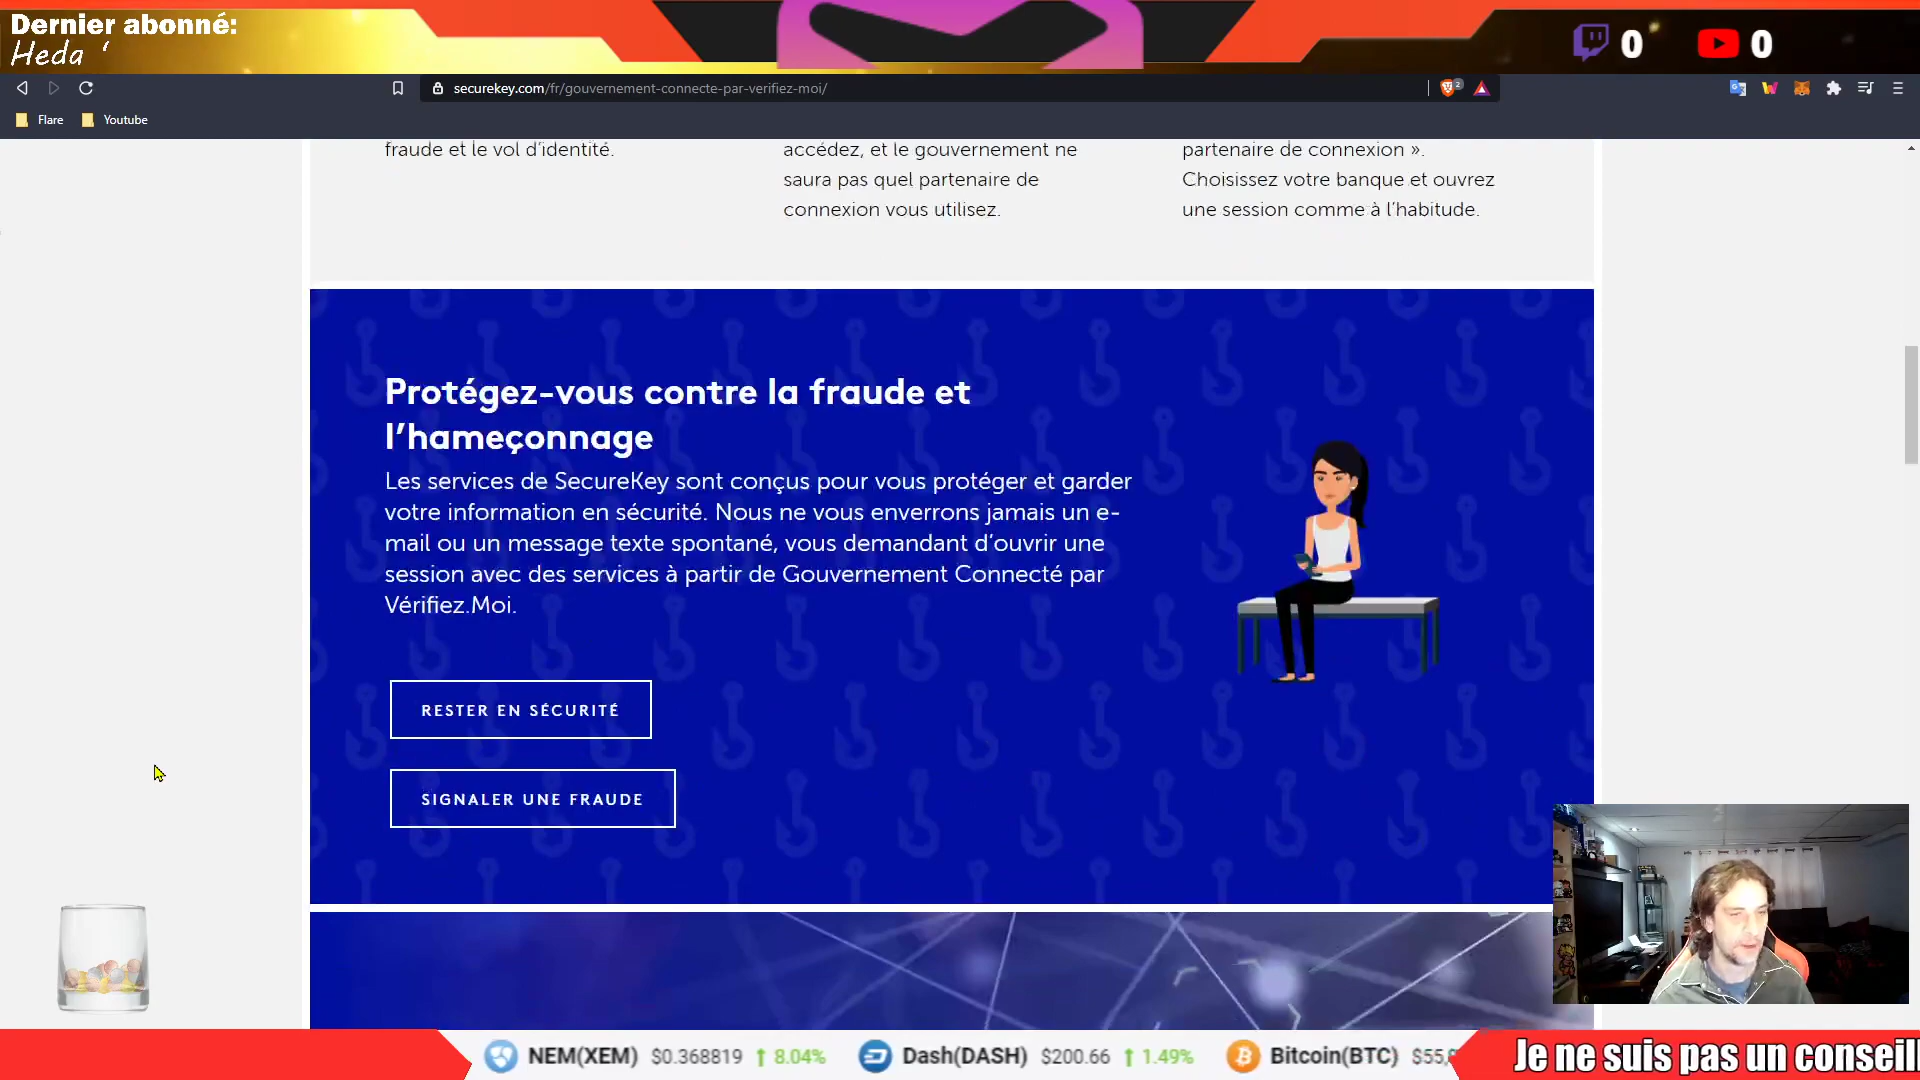 Dernier abonné:
Heda ‘
0
0
securekey.com/fr/gouvernement-connecte-par-verifiez-moi/
2
Flare
Youtube
fraude et le vol d’identité.
accédez, et le gouvernement ne
saura pas quel partenaire de
connexion vous utilisez.
partenaire de connexion ».
Choisissez votre banque et ouvrez
une session comme à l’habitude.
Protégez-vous contre la fraude et
l’hameçonnage
Les services de SecureKey sont conçus pour vous protéger et garder
votre information en sécurité. Nous ne vous enverrons jamais un e-
mail ou un message texte spontané, vous demandant d’ouvrir une
session avec des services à partir de Gouvernement Connecté par
Vérifiez.Moi.
RESTER EN SÉCURITÉ
SIGNALER UNE FRAUDE
NEM(XEM) $0.368819 ↑ 8.04% Dash(DASH) $200.66 ↑ 1.49% Bitcoin(BTC) $55,
Je ne suis pas un conseill